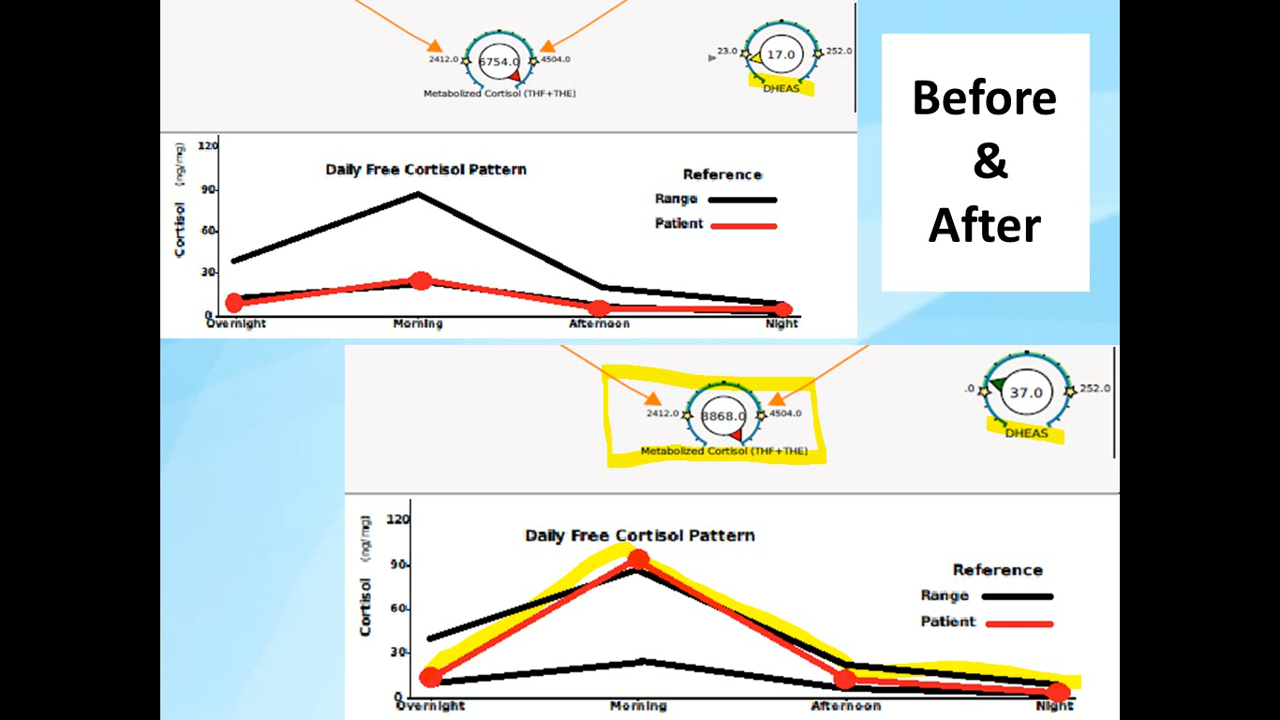 Before
&
After
2412.0 6754.0 4504.0
Metabolized Cortisol (THF+THE)
23.0 17.0 252.0
DHEAS
Daily Free Cortisol Pattern
Cortisol (ng/mg)
120
90
60
30
0
Reference
Range
Patient
Overnight Morning Afternoon Night
2412.0 8868.0 4504.0
Metabolized Cortisol (THF+THE)
.0 37.0 252.0
DHEAS
Daily Free Cortisol Pattern
Cortisol (ng/mg)
120
90
60
30
0
Reference
Range
Patient
Overnight Morning Afternoon Night